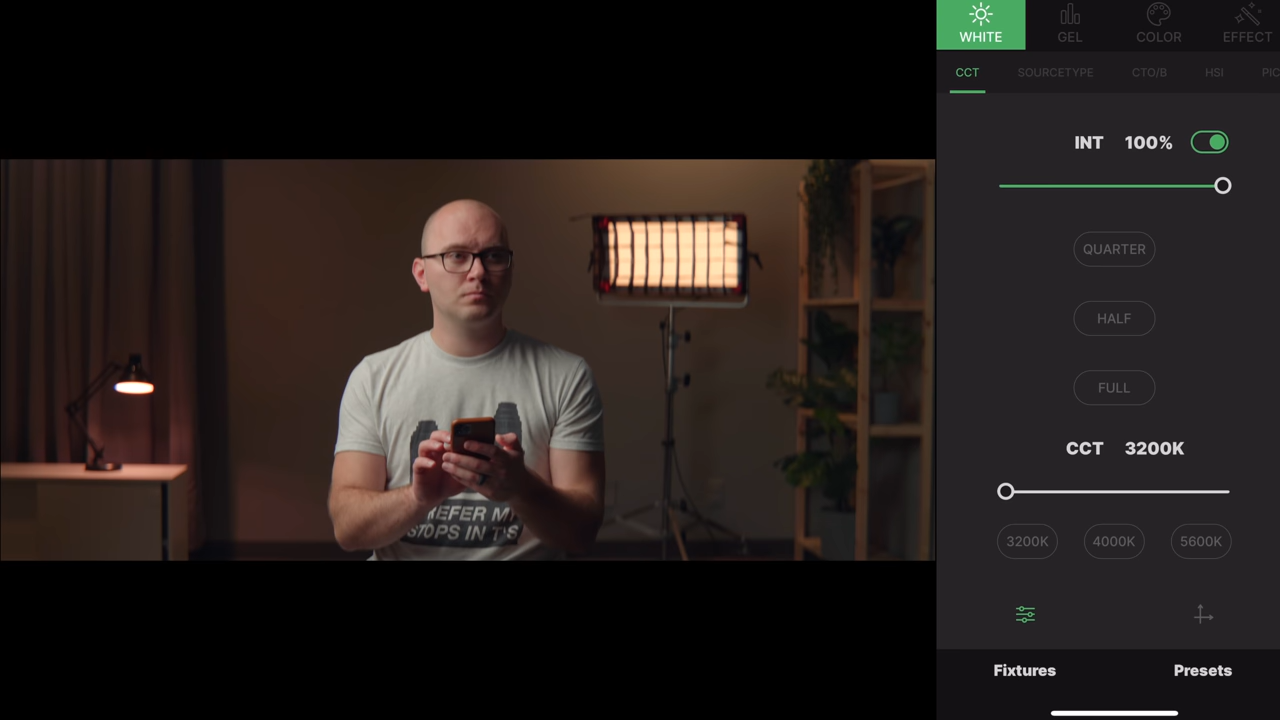 WHITE
GEL
COLOR
EFFECT
CCT
SOURCETYPE
CTO/B
HSI
INT 100%
QUARTER
HALF
FULL
CCT 3200K
3200K
4000K
5600K
Fixtures
Presets
STOPS IN